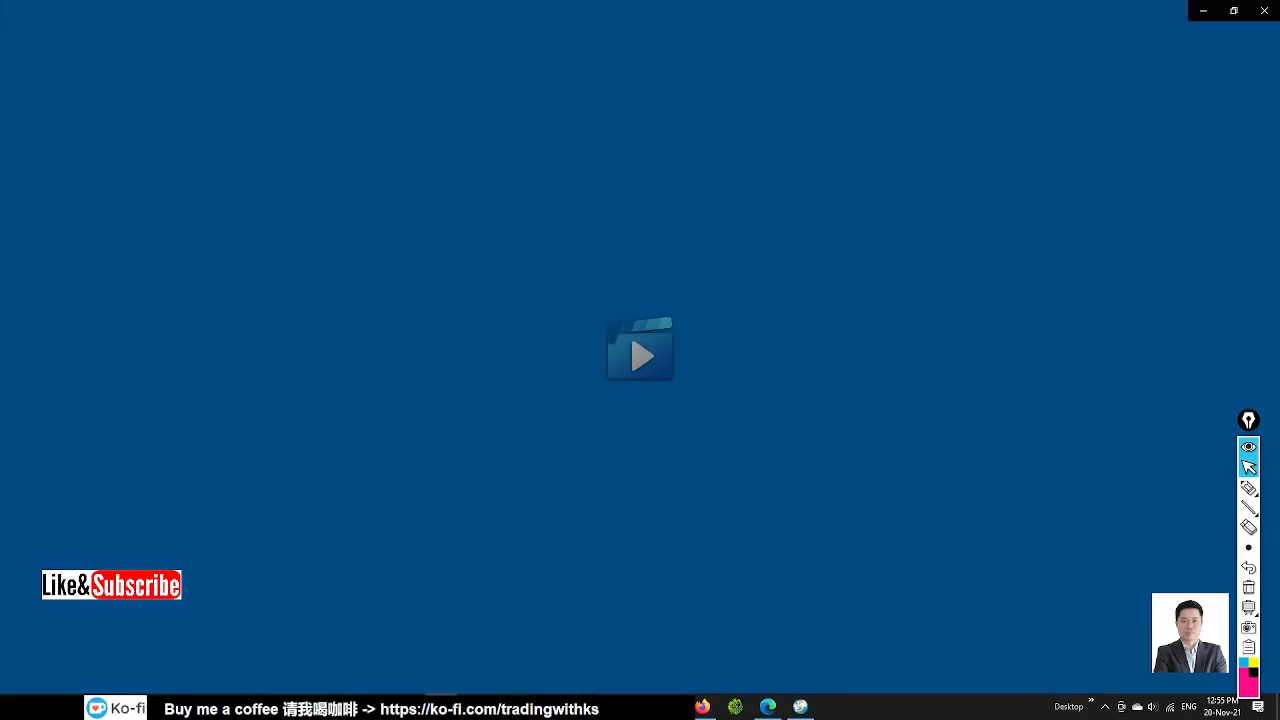 Like&Subscribe
Ko-fi
Buy me a coffee 请我喝咖啡 -> https://ko-fi.com/tradingwithks
Desktop
ENG
12:55 PM
20-Nov-21